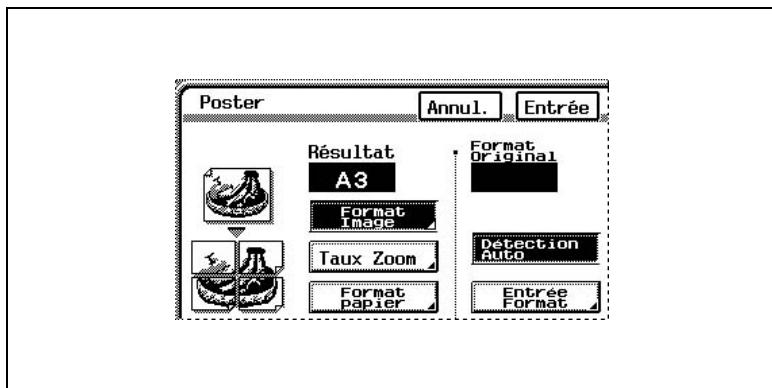 Poster
Annul.
Entrée
Résultat
A3
Format
Image
Taux Zoom
Format
papier
Format
Original
Détection
Auto
Entrée
Format